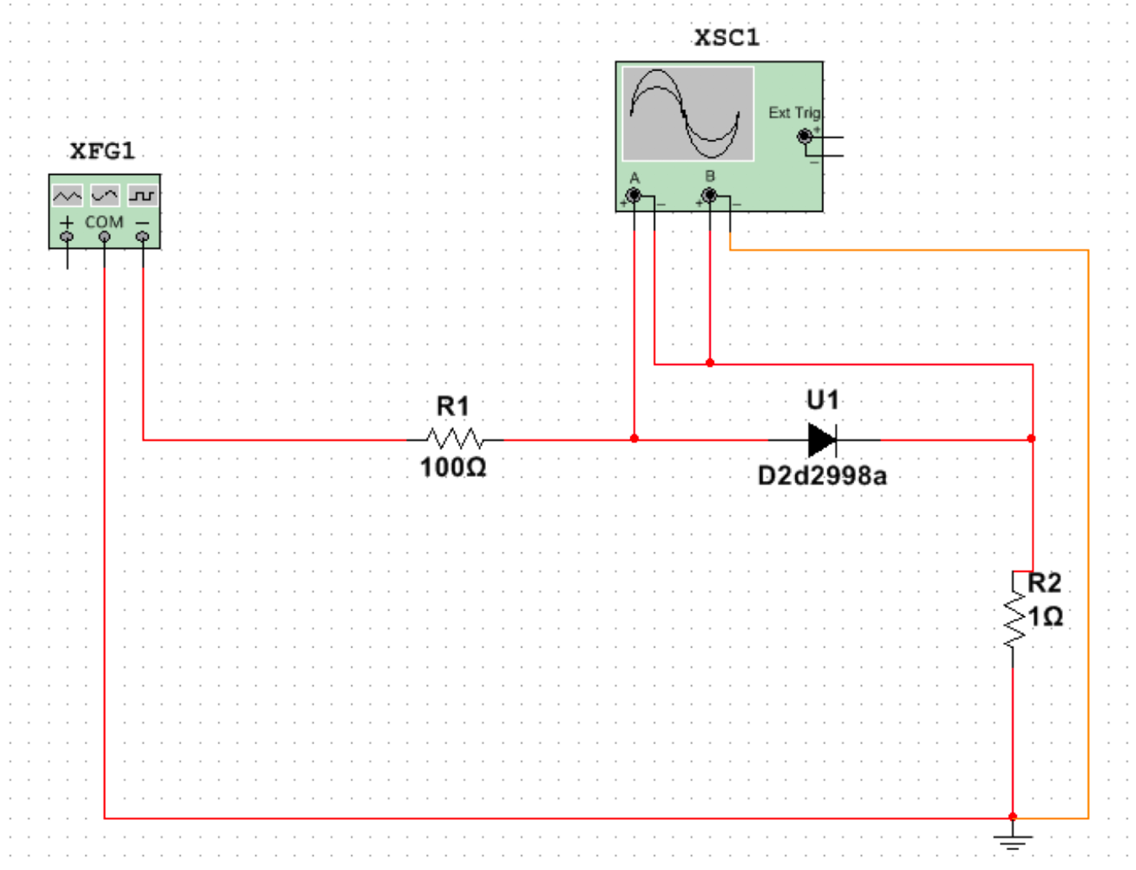 XSC1
Ext Trig
+
−
A
B
+ − + −
XFG1
+ COM −
R1
100Ω
U1
D2d2998a
R2
1Ω